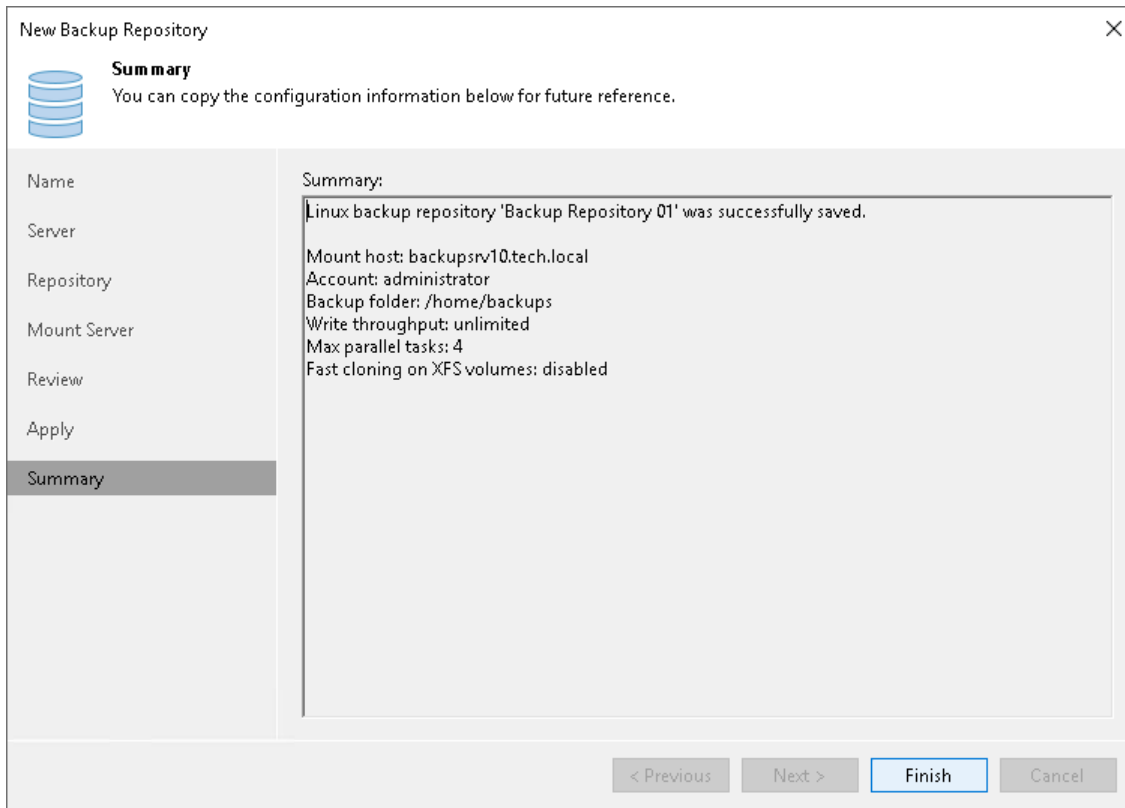 New Backup Repository
Summary
You can copy the configuration information below for future reference.
Name
Server
Repository
Mount Server
Review
Apply
Summary
Summary:
Linux backup repository 'Backup Repository 01' was successfully saved.
Mount host: backupsrv10.tech.local
Account: administrator
Backup folder: /home/backups
Write throughput: unlimited
Max parallel tasks: 4
Fast cloning on XFS volumes: disabled
< Previous
Next >
Finish
Cancel